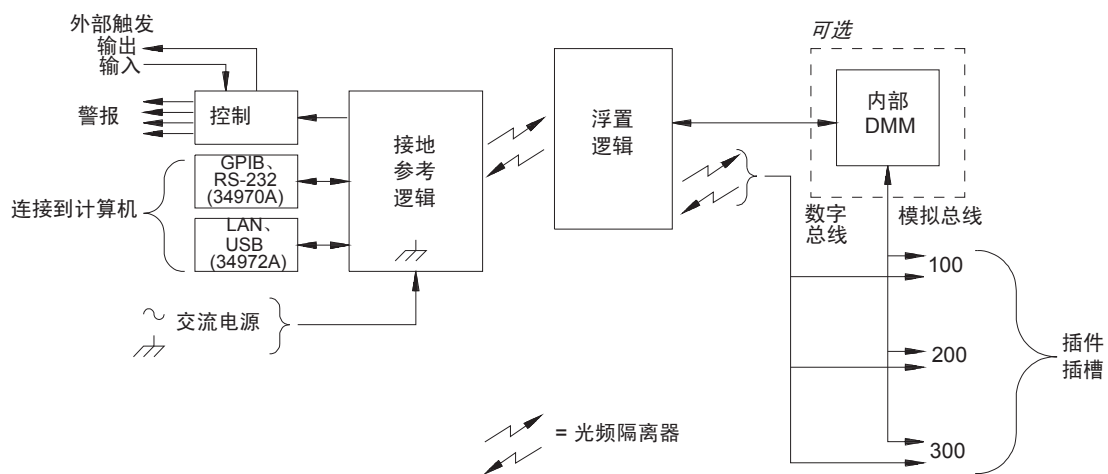 外部触发
输出
输入
警报
控制
GPIB、
RS-232
(34970A)
连接到计算机
LAN、
USB
(34972A)
交流电源
接地
参考
逻辑
浮置
逻辑
可选
内部
DMM
数字
总线
模拟总线
100
200
300
插件
插槽
= 光频隔离器